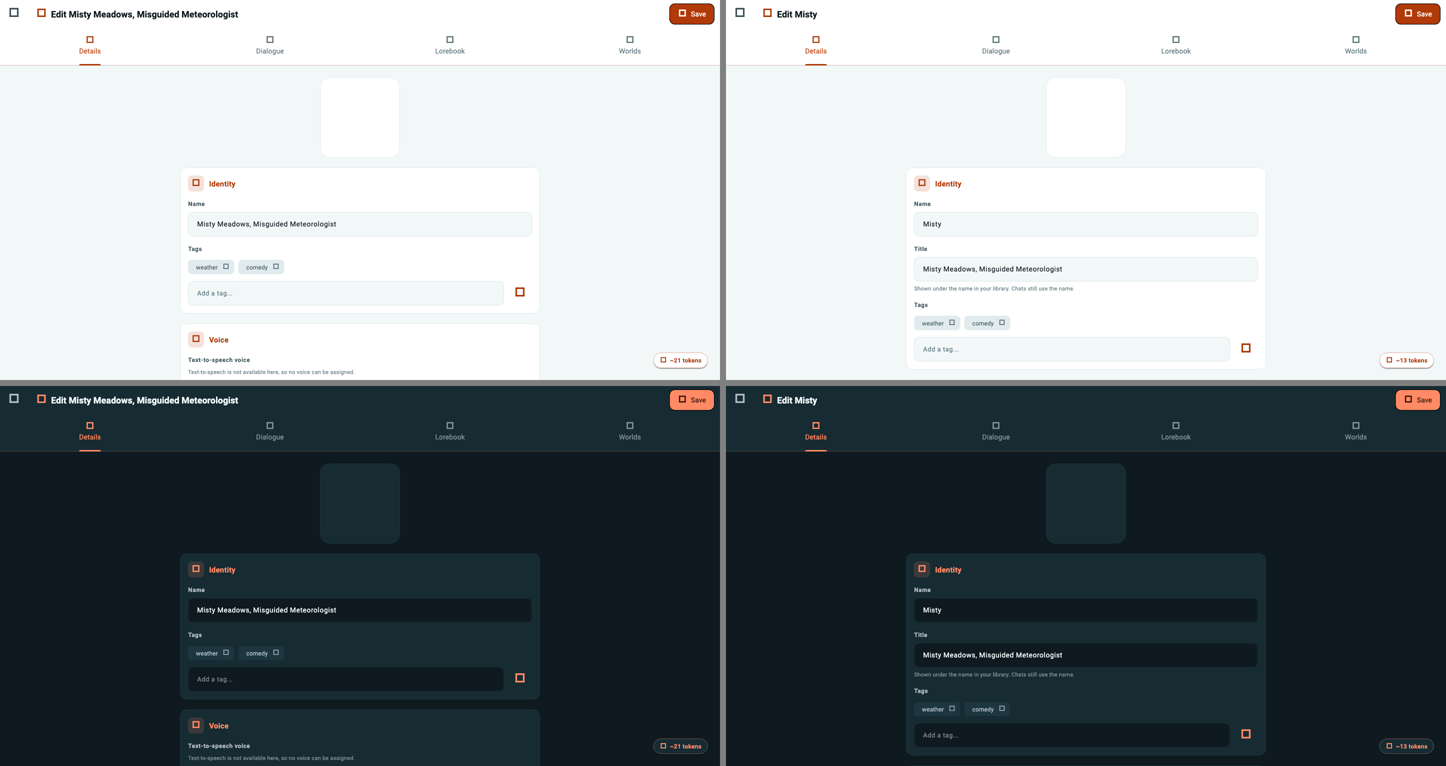 Edit Misty Meadows, Misguided Meteorologist
Save
Details
Dialogue
Lorebook
Worlds
Identity
Name
Misty Meadows, Misguided Meteorologist
Tags
weather
comedy
Add a tag...
Voice
Text-to-speech voice
Text-to-speech is not available here, so no voice can be assigned.
~21 tokens
Edit Misty
Save
Details
Dialogue
Lorebook
Worlds
Identity
Name
Misty
Title
Misty Meadows, Misguided Meteorologist
Shown under the name in your library. Chats still use the name.
Tags
weather
comedy
Add a tag...
~13 tokens
Edit Misty Meadows, Misguided Meteorologist
Save
Details
Dialogue
Lorebook
Worlds
Identity
Name
Misty Meadows, Misguided Meteorologist
Tags
weather
comedy
Add a tag...
Voice
Text-to-speech voice
Text-to-speech is not available here, so no voice can be assigned.
~21 tokens
Edit Misty
Save
Details
Dialogue
Lorebook
Worlds
Identity
Name
Misty
Title
Misty Meadows, Misguided Meteorologist
Shown under the name in your library. Chats still use the name.
Tags
weather
comedy
Add a tag...
~13 tokens